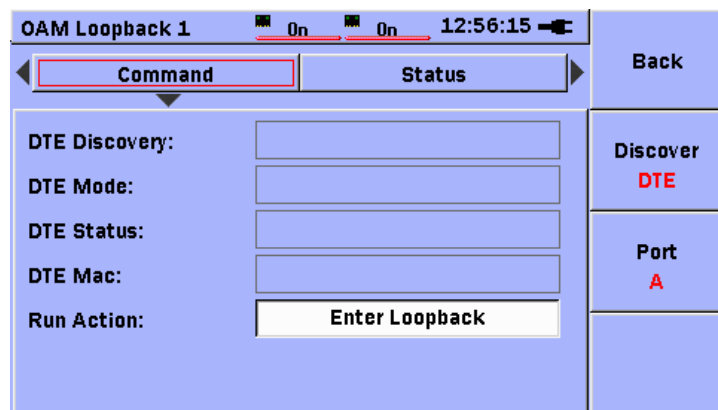 OAM Loopback 1 On On 12:56:15
Back
Command Status
DTE Discovery:
Discover
DTE
DTE Mode:
DTE Status:
Port
A
DTE Mac:
Run Action: Enter Loopback